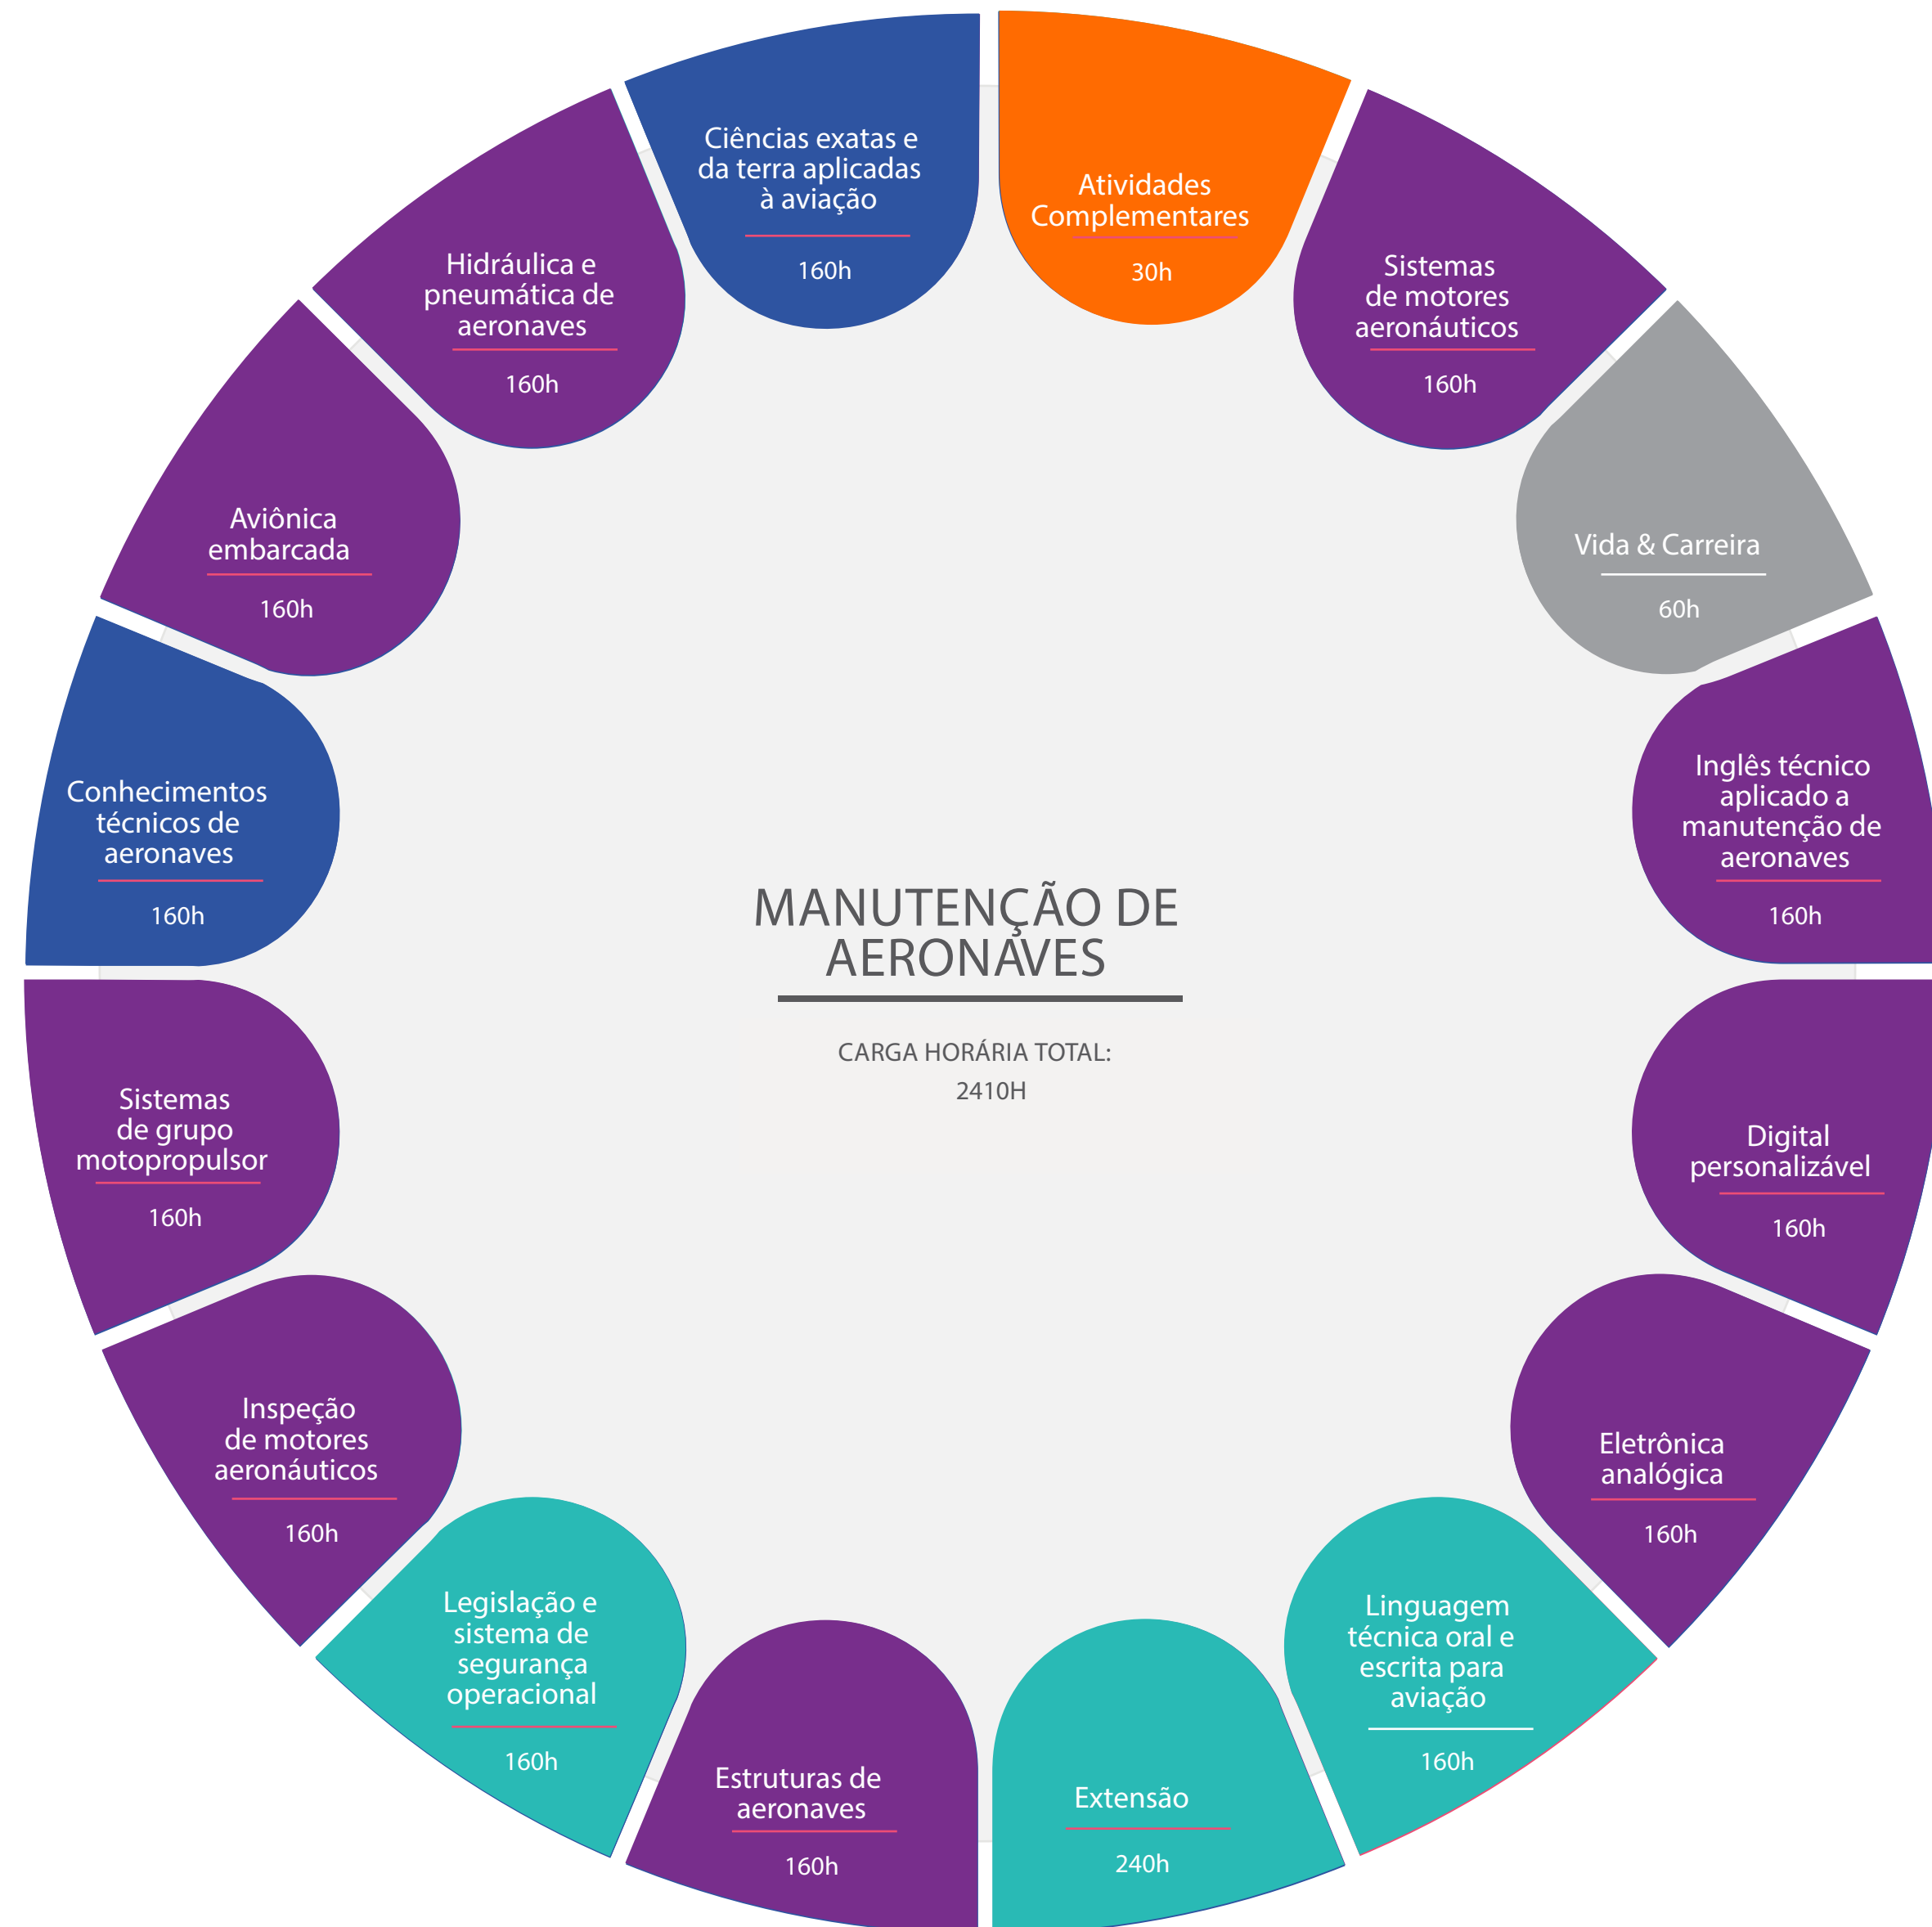 Ciências exatas e
da terra aplicadas
à aviação
160h
Atividades
Complementares
30h
Sistemas
de motores
aeronáuticos
160h
Vida & Carreira
60h
Inglês técnico
aplicado a
manutenção de
aeronaves
160h
Digital
personalizável
160h
Eletrônica
analógica
160h
Linguagem
técnica oral e
escrita para
aviação
160h
Extensão
240h
Estruturas de
aeronaves
160h
Legislação e
sistema de
segurança
operacional
160h
Inspeção
de motores
aeronáuticos
160h
Sistemas
de grupo
motopropulsor
160h
Conhecimentos
técnicos de
aeronaves
160h
Aviônica
embarcada
160h
Hidráulica e
pneumática de
aeronaves
160h
MANUTENÇÃO DE
AERONAVES
CARGA HORÁRIA TOTAL:
2410H